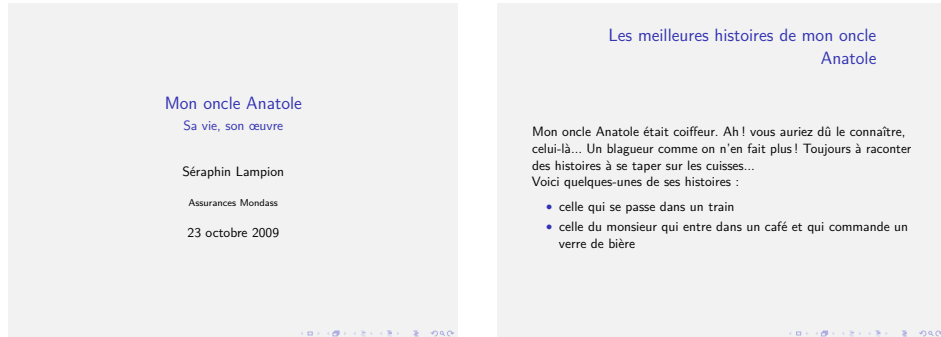 Mon oncle Anatole
Sa vie, son œuvre
Séraphin Lampion
Assurances Mondass
23 octobre 2009
Les meilleures histoires de mon oncle
Anatole
Mon oncle Anatole était coiffeur. Ah ! vous auriez dû le connaître,
celui-là... Un blagueur comme on n'en fait plus ! Toujours à raconter
des histoires à se taper sur les cuisses...
Voici quelques-unes de ses histoires :
• celle qui se passe dans un train
• celle du monsieur qui entre dans un café et qui commande un
verre de bière